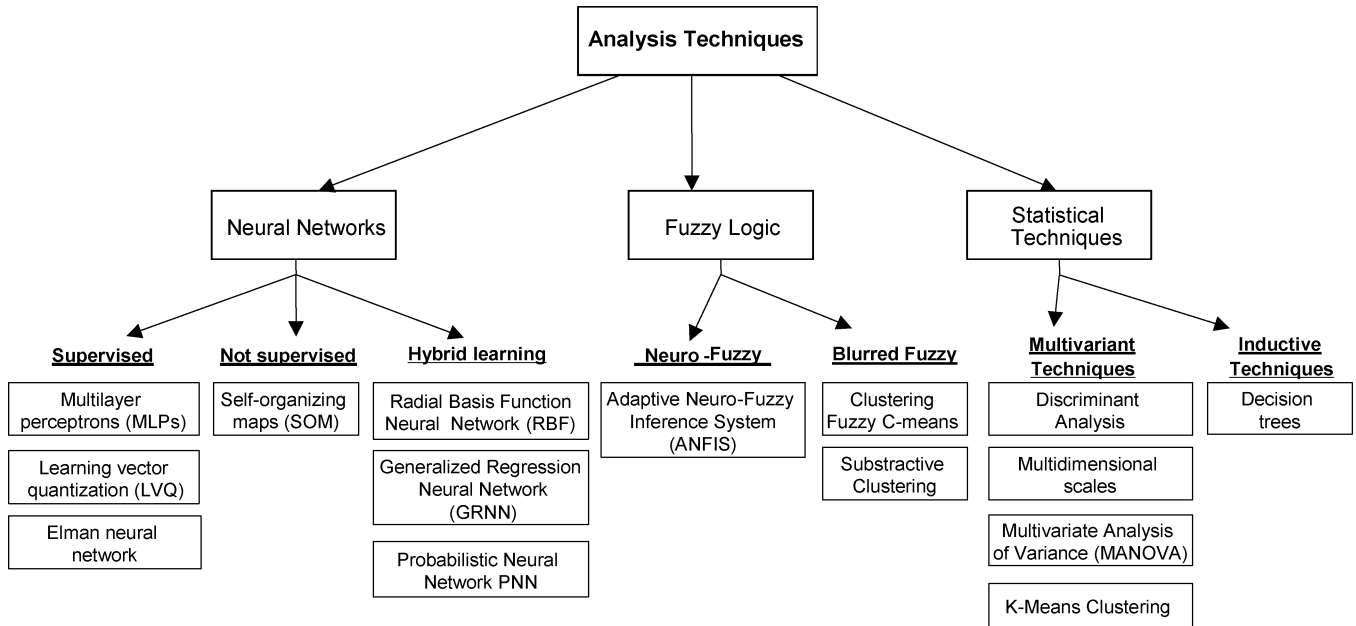 Analysis Techniques
Neural Networks
Fuzzy Logic
Statistical
Techniques
Supervised
Multilayer
perceptrons (MLPs)
Learning vector
quantization (LVQ)
Elman neural
network
Not supervised
Self-organizing
maps (SOM)
Hybrid learning
Radial Basis Function
Neural Network (RBF)
Generalized Regression
Neural Network
(GRNN)
Probabilistic Neural
Network PNN
Neuro-Fuzzy
Adaptive Neuro-Fuzzy
Inference System
(ANFIS)
Blurred Fuzzy
Clustering
Fuzzy C-means
Substractive
Clustering
Multivariant
Techniques
Discriminant
Analysis
Multidimensional
scales
Multivariate Analysis
of Variance (MANOVA)
K-Means Clustering
Inductive
Techniques
Decision
trees